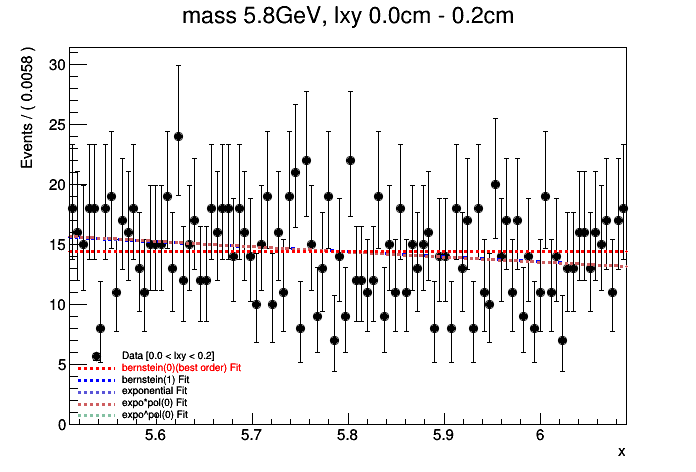 mass 5.8GeV, lxy 0.0cm - 0.2cm
Events / ( 0.0058 )
30
25
20
15
10
5
0
Data [0.0 < lxy < 0.2]
bernstein(0)(best order) Fit
bernstein(1) Fit
exponential Fit
expo*pol(0) Fit
expo^pol(0) Fit
5.6 5.7 5.8 5.9 6
x